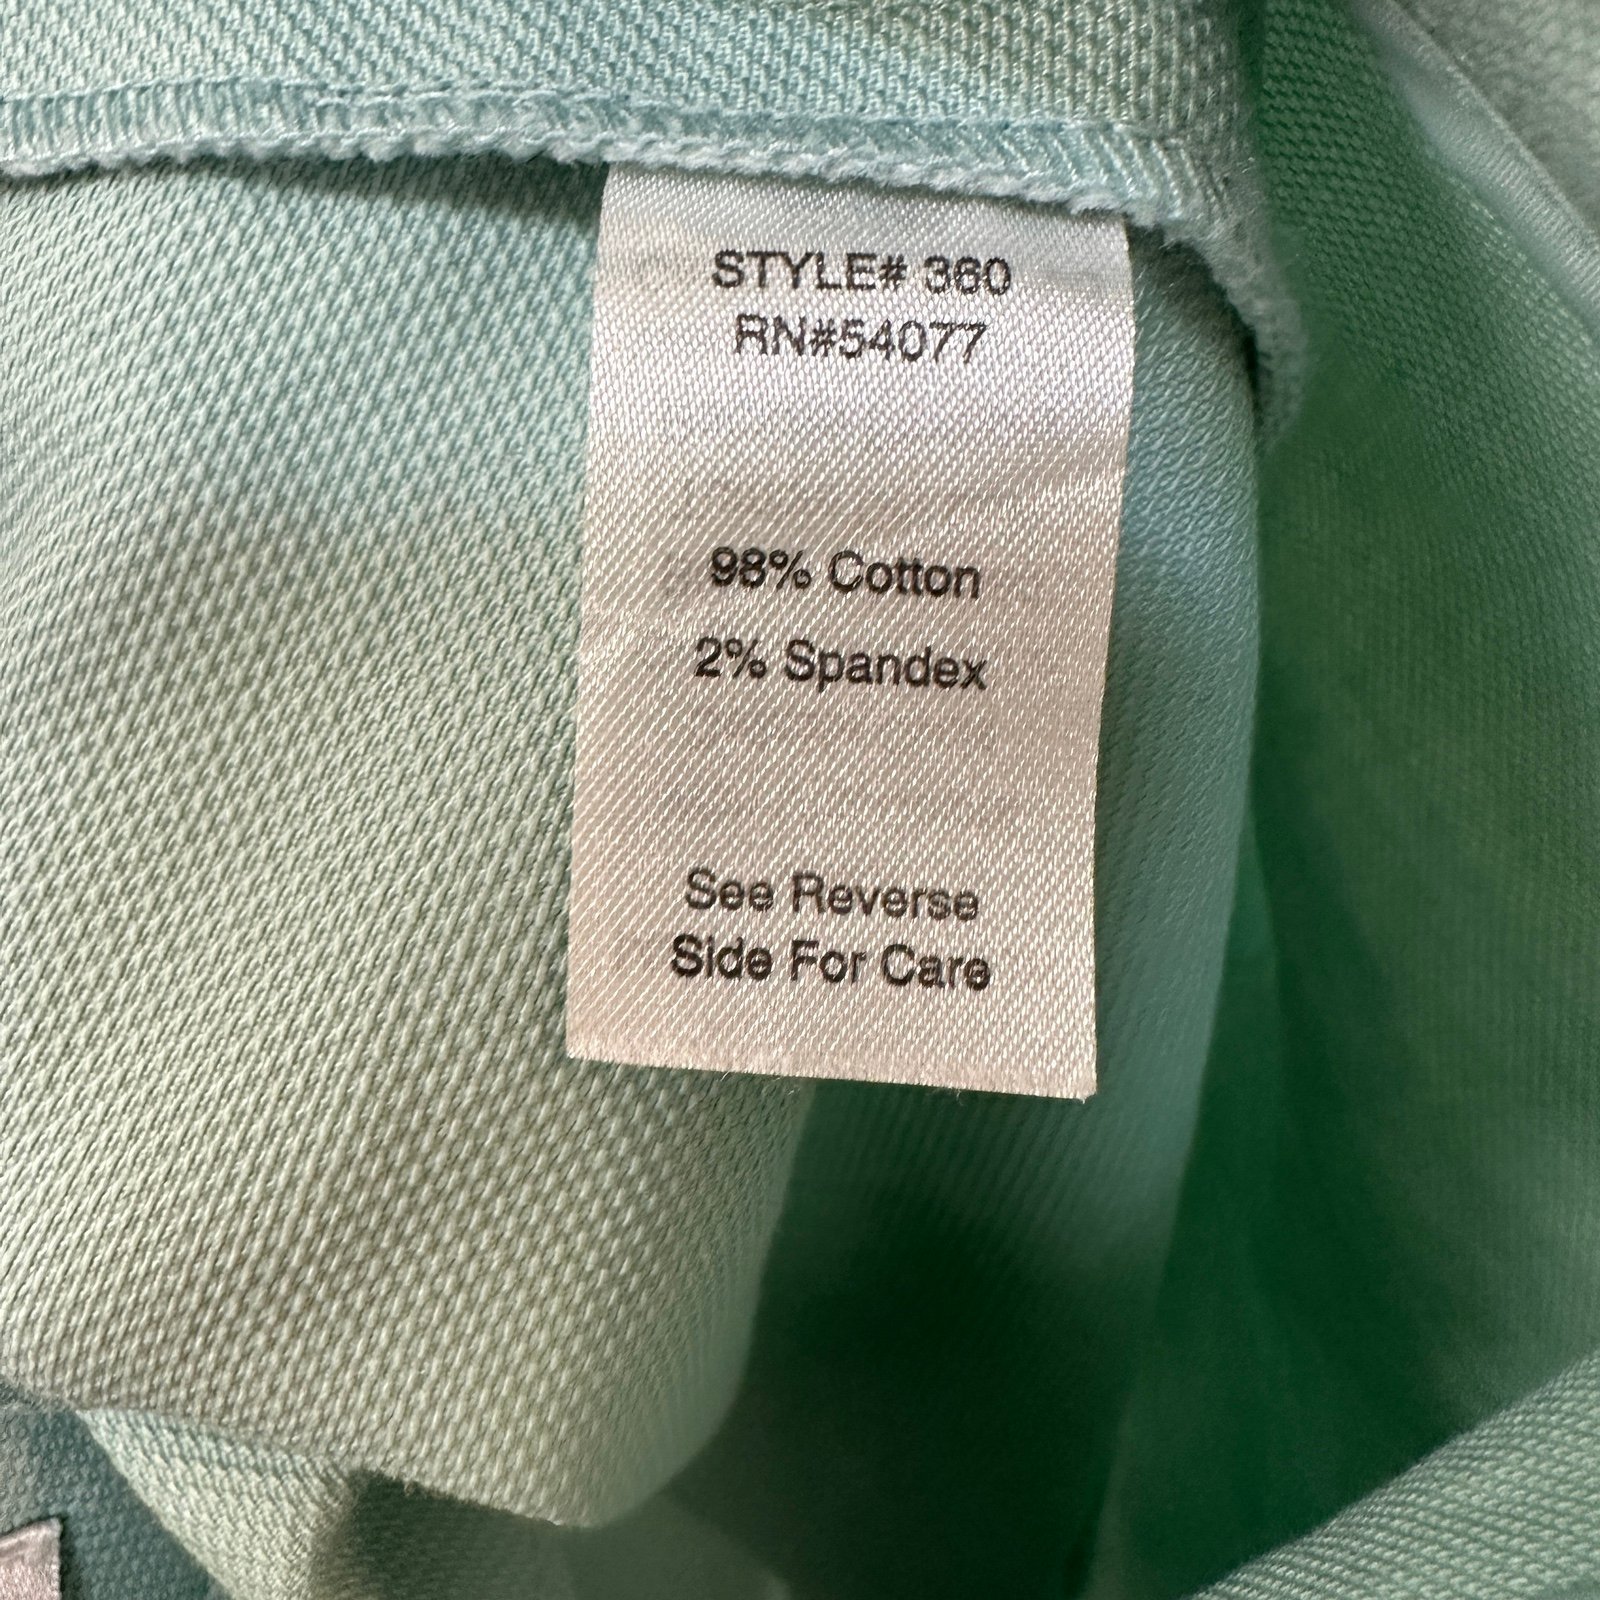 STYLE# 360
RN#54077
98% Cotton
2% Spandex
See Reverse
Side For Care